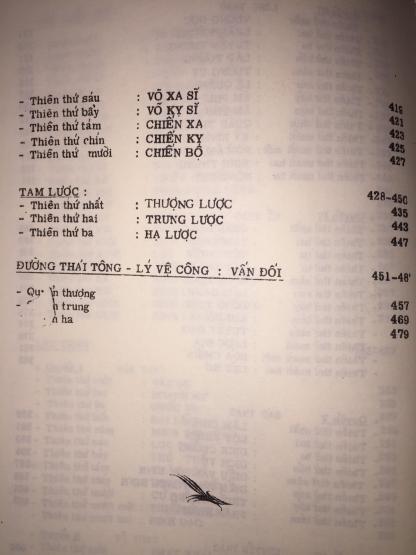 - Thiên thứ sáu : VÕ XA SĨ 419
- Thiên thứ bẩy : VÕ KỴ SĨ 421
- Thiên thứ tám : CHIẾN XA 423
- Thiên thứ chín : CHIẾN KỴ 425
- Thiên thứ mười : CHIẾN BỘ 427
TAM LƯỢC : 428-450
- Thiên thứ nhất : THƯỢNG LƯỢC 435
- Thiên thứ hai : TRUNG LƯỢC 443
- Thiên thứ ba : HẠ LƯỢC 447
ĐƯỜNG THÁI TÔNG - LÝ VỆ CÔNG : VẤN ĐỐI 451-48
- thượng 457
- trung 469
hạ 479